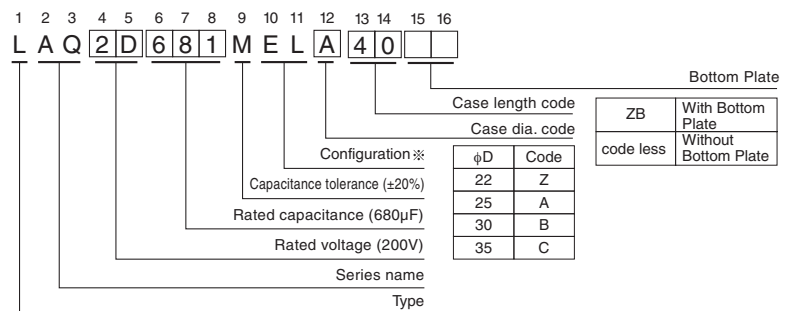 1 2 3 4 5 6 7 8 9 10 11 12 13 14 15 16
L A Q 2 D 6 8 1 M E L A 4 0
Bottom Plate
ZB With Bottom Plate
code less Without Bottom Plate
Case length code
Case dia. code
φD Code
22 Z
25 A
30 B
35 C
Configuration※
Capacitance tolerance (±20%)
Rated capacitance (680µF)
Rated voltage (200V)
Series name
Type